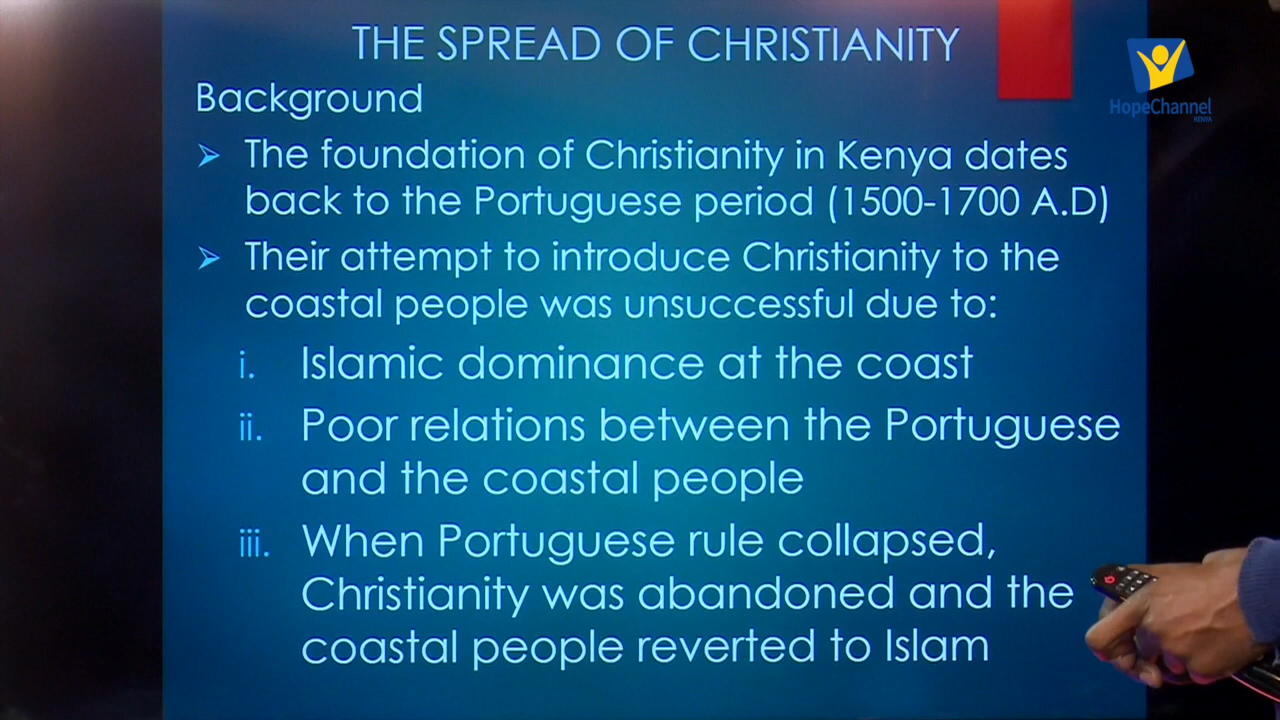 THE SPREAD OF CHRISTIANITY
HopeChannel
KENYA
Background
➢ The foundation of Christianity in Kenya dates
back to the Portuguese period (1500-1700 A.D)
➢ Their attempt to introduce Christianity to the
coastal people was unsuccessful due to:
i. Islamic dominance at the coast
ii. Poor relations between the Portuguese
and the coastal people
iii. When Portuguese rule collapsed,
Christianity was abandoned and the
coastal people reverted to Islam